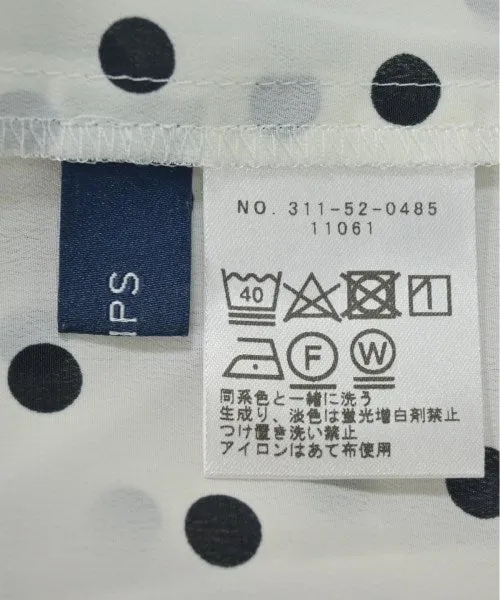 NO. 311-52-0485
11061
IPS
40
F
W
同系色と一緒に洗う
生成り、淡色は蛍光増白剤禁止
つけ置き洗い禁止
アイロンはあて布使用